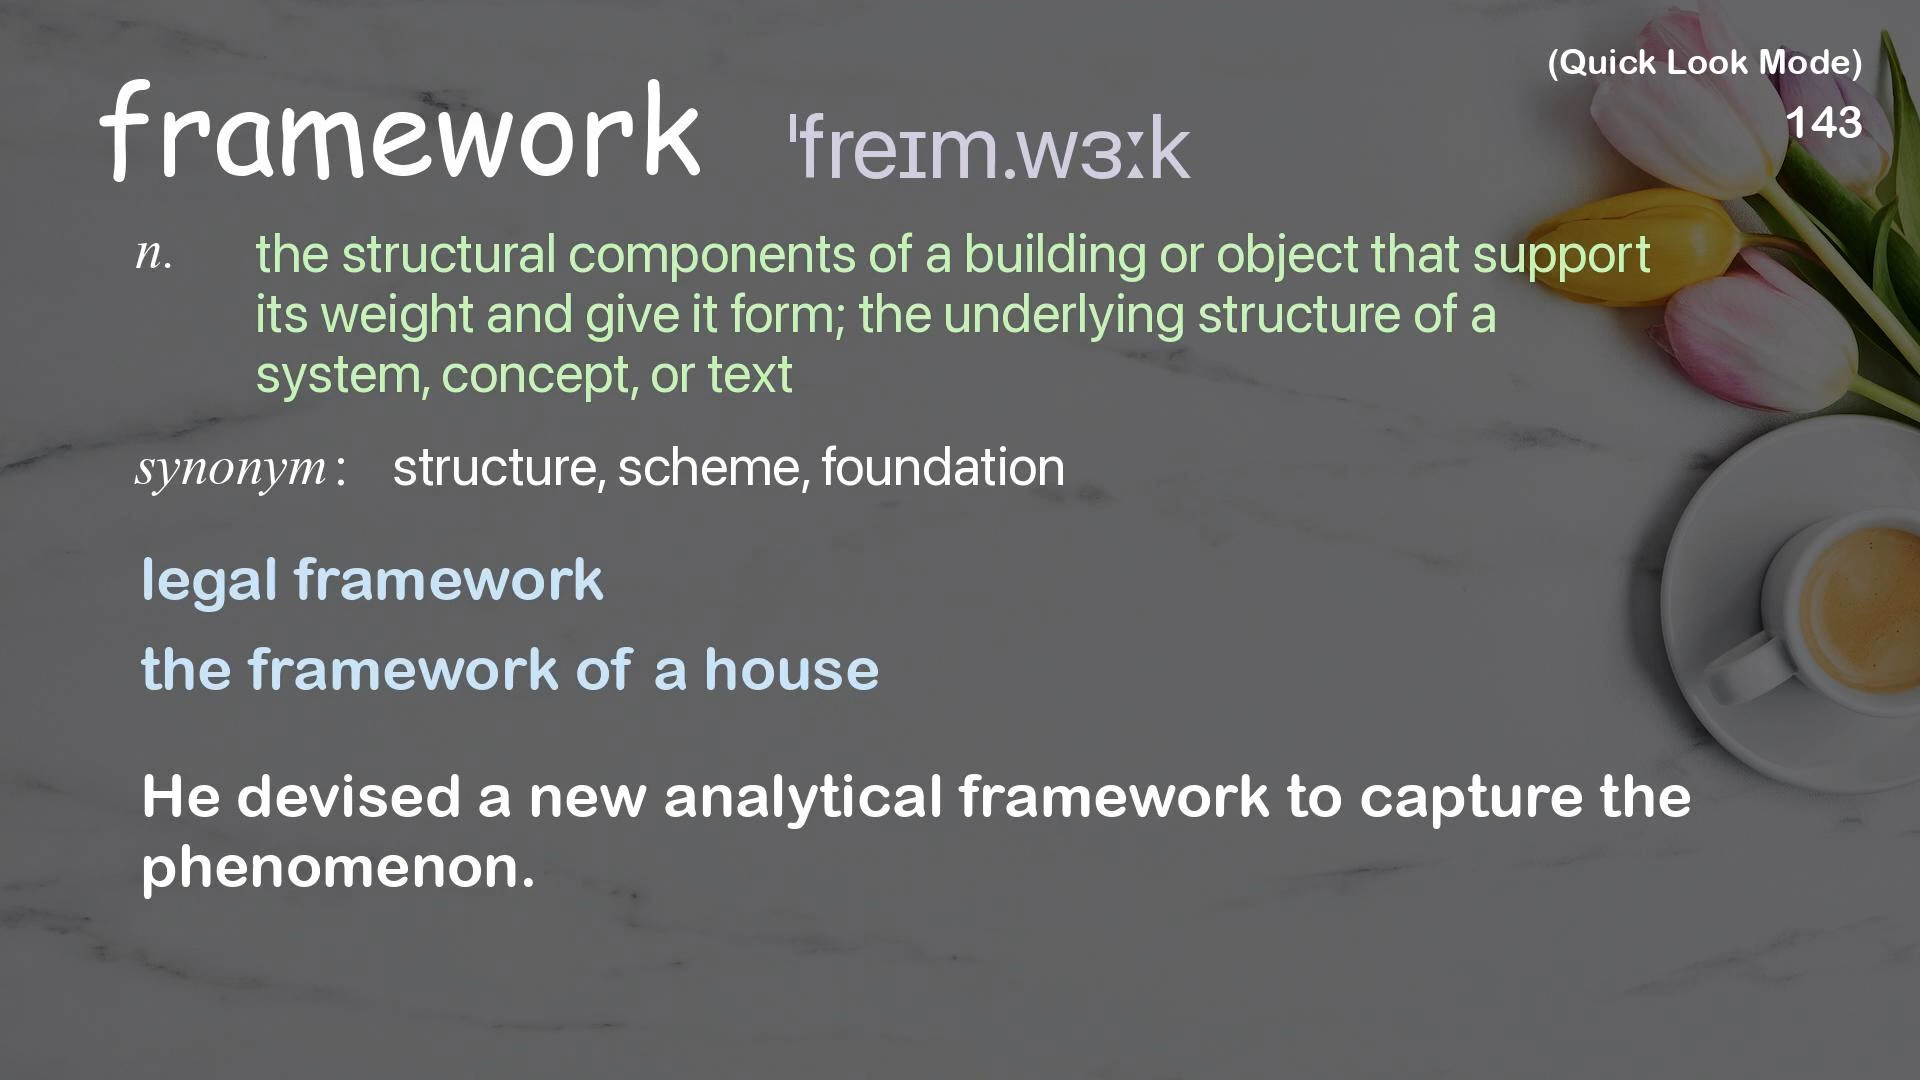 (Quick Look Mode)
143
framework ˈfreɪm.wɜːk
n. the structural components of a building or object that support
its weight and give it form; the underlying structure of a
system, concept, or text
synonym: structure, scheme, foundation
legal framework
the framework of a house
He devised a new analytical framework to capture the
phenomenon.